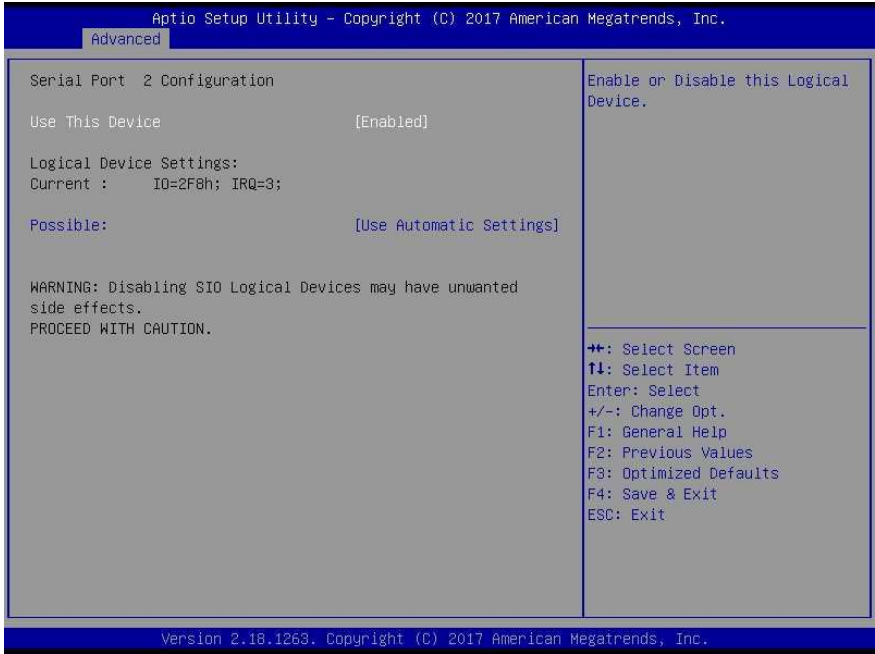 Aptio Setup Utility – Copyright (C) 2017 American Megatrends, Inc.
Advanced
Serial Port  2 Configuration
Use This Device [Enabled]
Logical Device Settings:
Current : IO=2F8h; IRQ=3;
Possible: [Use Automatic Settings]
WARNING: Disabling SIO Logical Devices may have unwanted
side effects.
PROCEED WITH CAUTION.
Enable or Disable this Logical
Device.
→←: Select Screen
↑↓: Select Item
Enter: Select
+/-: Change Opt.
F1: General Help
F2: Previous Values
F3: Optimized Defaults
F4: Save & Exit
ESC: Exit
Version 2.18.1263. Copyright (C) 2017 American Megatrends, Inc.